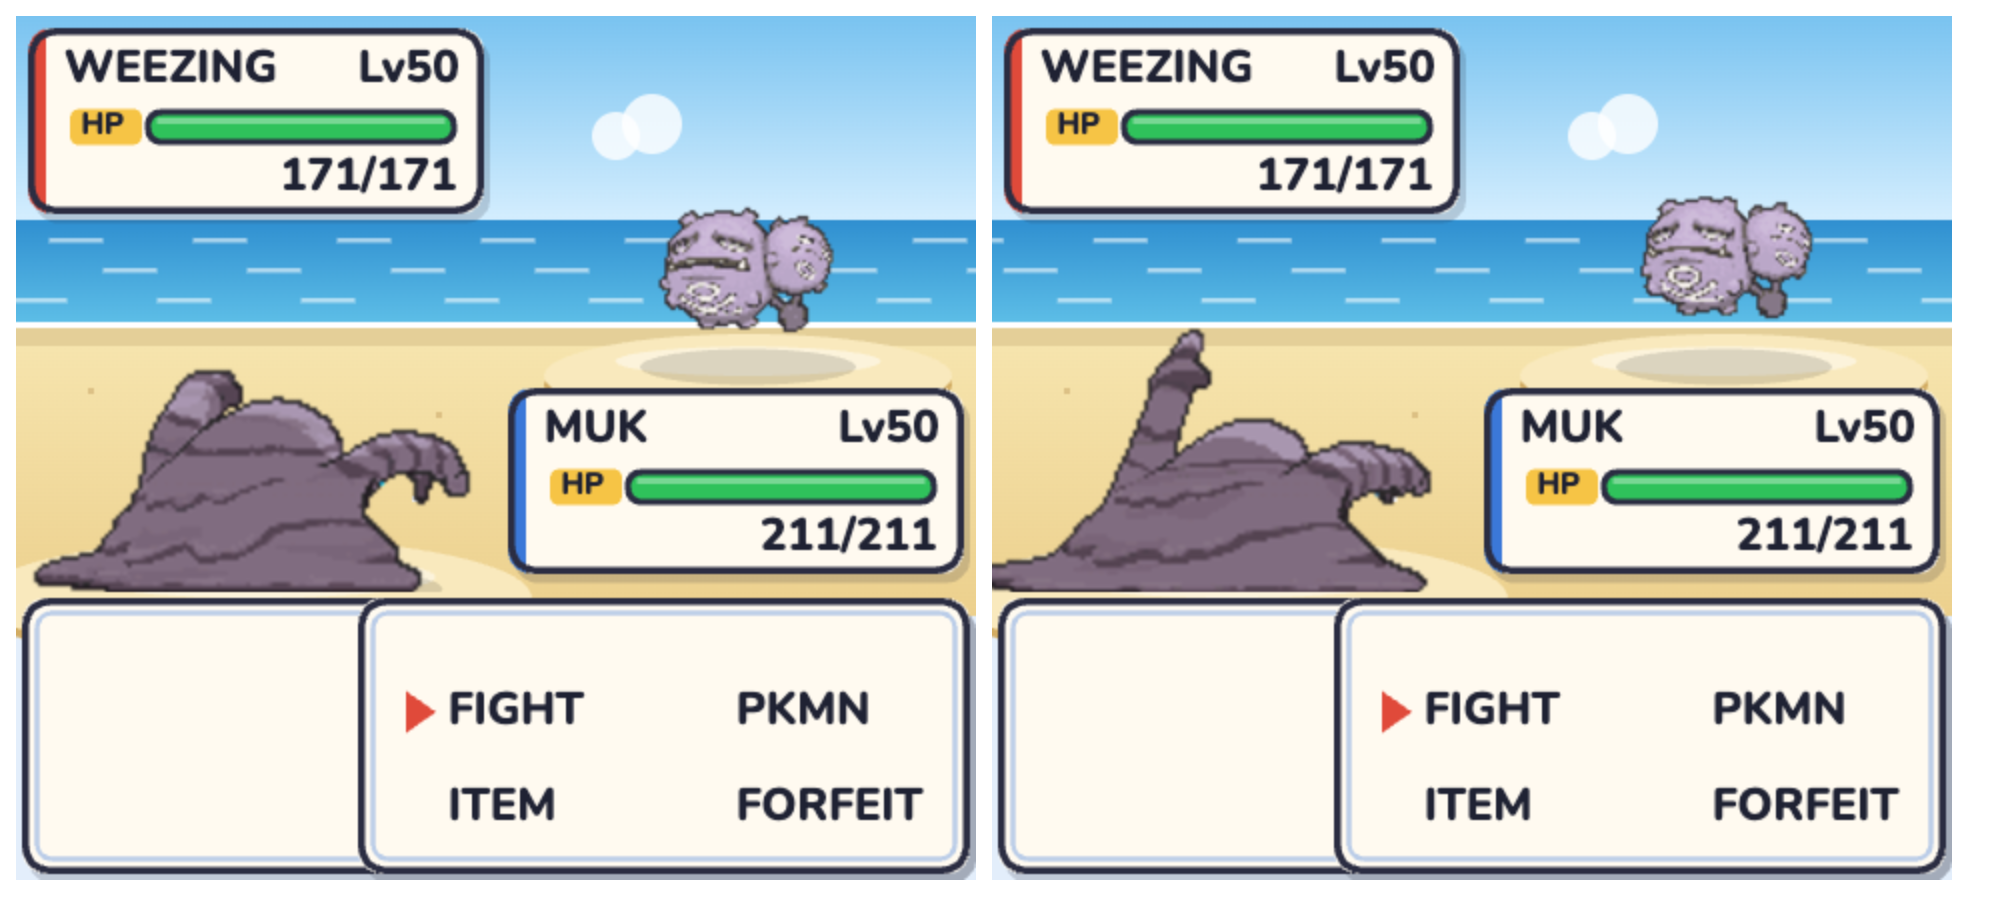 WEEZING Lv50
HP
171/171
MUK Lv50
HP
211/211
FIGHT PKMN
ITEM FORFEIT
WEEZING Lv50
HP
171/171
MUK Lv50
HP
211/211
FIGHT PKMN
ITEM FORFEIT